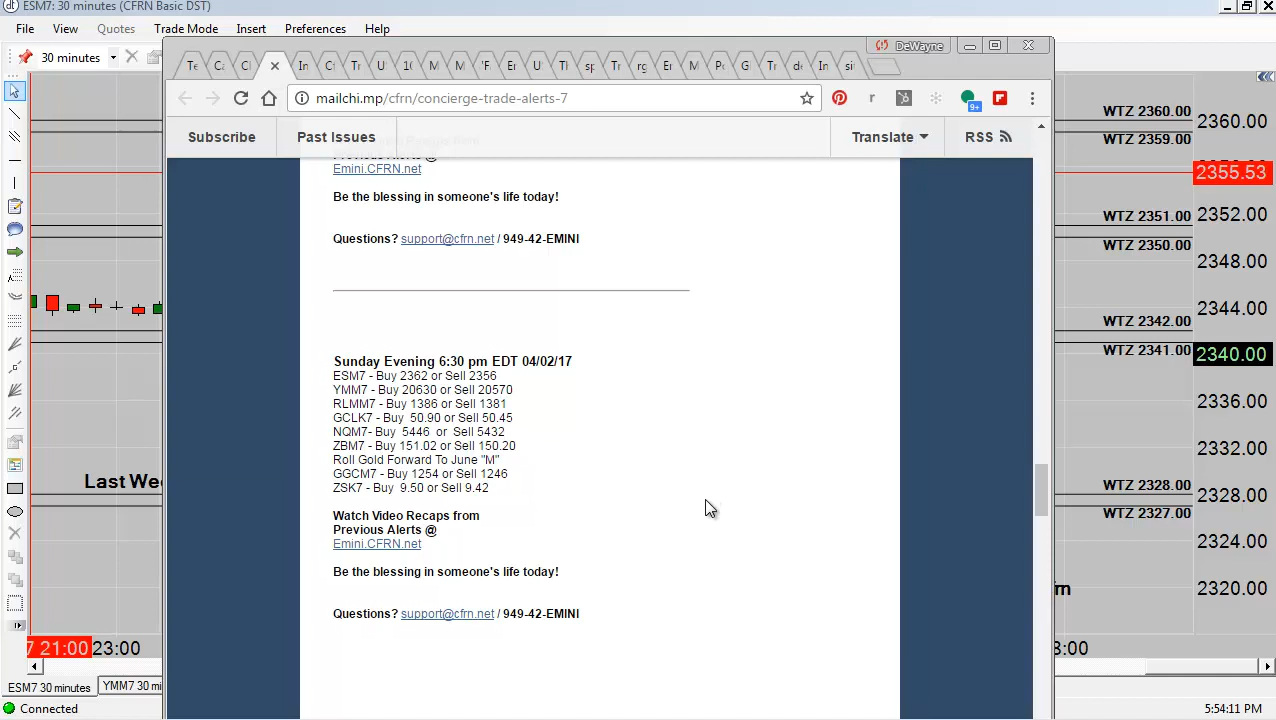 ESM7: 30 minutes (CFRN Basic DST)
File View Quotes Trade Mode Insert Preferences Help
30 minutes
DeWayne
mailchi.mp/cfrn/concierge-trade-alerts-7
9+
Subscribe Past Issues Translate RSS
Previous Alerts @
Emini.CFRN.net
Be the blessing in someone's life today!
Questions? support@cfrn.net / 949-42-EMINI
Sunday Evening 6:30 pm EDT 04/02/17
ESM7 - Buy 2362 or Sell 2356
YMM7 - Buy 20630 or Sell 20570
RLMM7 - Buy 1386 or Sell 1381
GCLK7 - Buy 50.90 or Sell 50.45
NQM7- Buy 5446 or Sell 5432
ZBM7 - Buy 151.02 or Sell 150.20
Roll Gold Forward To June "M"
GGCM7 - Buy 1254 or Sell 1246
ZSK7 - Buy 9.50 or Sell 9.42
Watch Video Recaps from
Previous Alerts @
Emini.CFRN.net
Be the blessing in someone's life today!
Questions? support@cfrn.net / 949-42-EMINI
WTZ 2360.00
2360.00
WTZ 2359.00
2355.53
WTZ 2351.00
2352.00
WTZ 2350.00
2348.00
2344.00
WTZ 2342.00
WTZ 2341.00
2340.00
2336.00
2332.00
WTZ 2328.00
2328.00
WTZ 2327.00
2324.00
2320.00
Last Wee
rn
7 21:00 23:00
3:00
ESM7 30 minutes YMM7 30 mi
Connected
5:54:11 PM